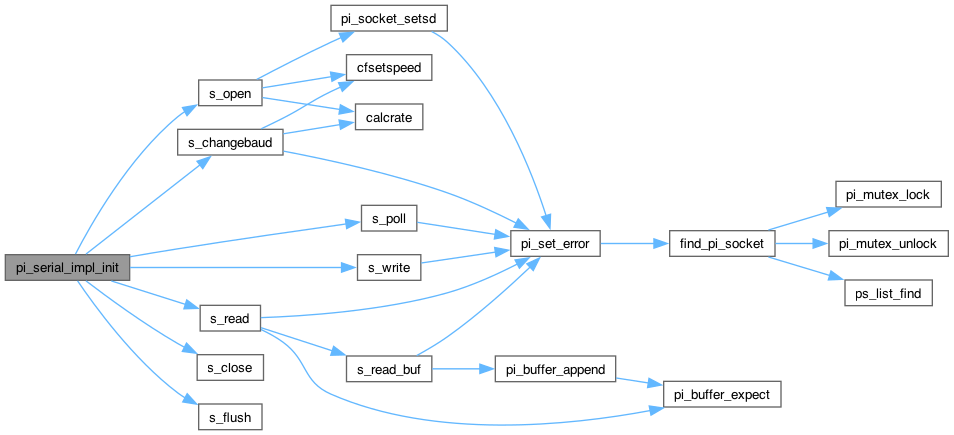 pi_socket_setsd
cfsetspeed
s_open
calcrate
s_changebaud
pi_mutex_lock
s_poll
pi_set_error
find_pi_socket
pi_mutex_unlock
pi_serial_impl_init
s_write
ps_list_find
s_read
s_close
s_read_buf
pi_buffer_append
pi_buffer_expect
s_flush